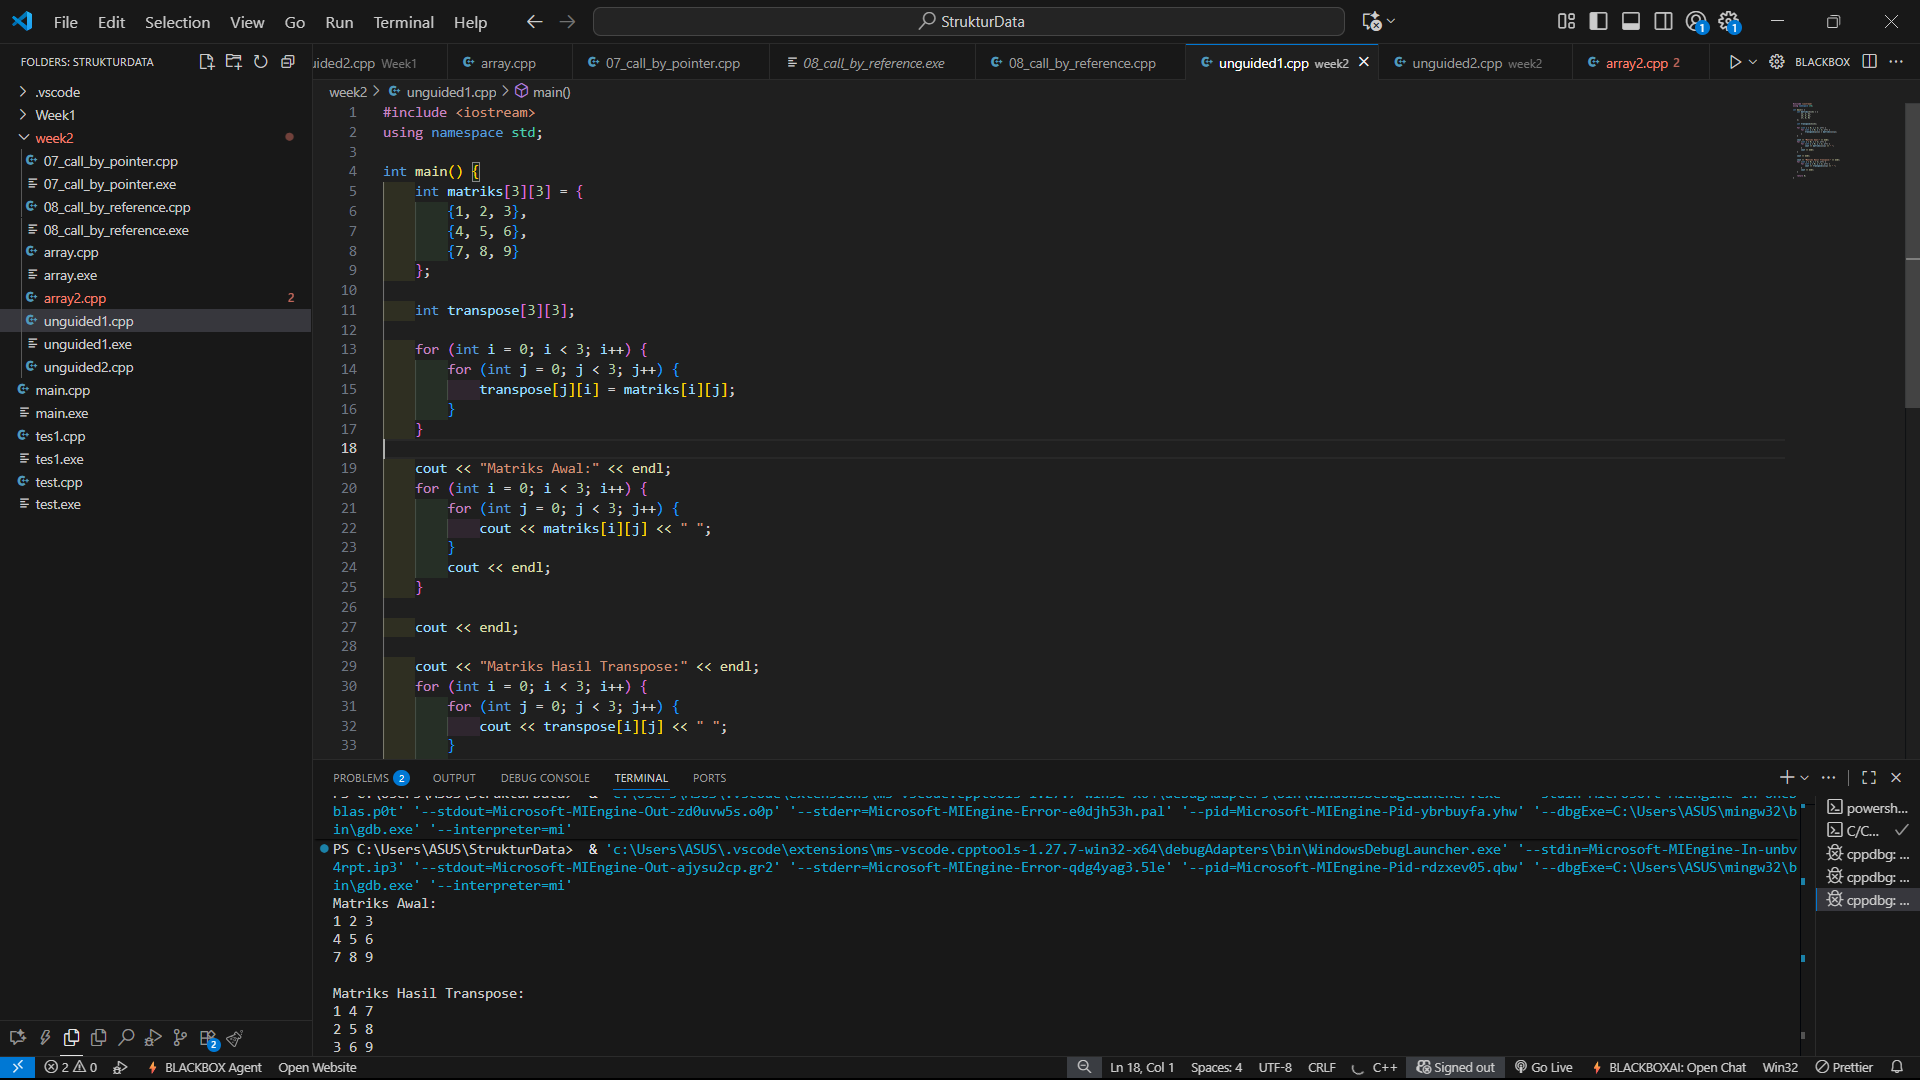 File Edit Selection View Go Run Terminal Help StrukturData 1 1
FOLDERS: STRUKTURDATA
.vscode
Week1
week2
07_call_by_pointer.cpp
07_call_by_pointer.exe
08_call_by_reference.cpp
08_call_by_reference.exe
array.cpp
array.exe
array2.cpp 2
unguided1.cpp
unguided1.exe
unguided2.cpp
main.cpp
main.exe
tes1.cpp
tes1.exe
test.cpp
test.exe
2
uided2.cpp Week1 array.cpp 07_call_by_pointer.cpp 08_call_by_reference.exe 08_call_by_reference.cpp unguided1.cpp week2 unguided2.cpp week2 array2.cpp 2 BLACKBOX
week2 > unguided1.cpp > main()
1 #include <iostream>
2 using namespace std;
3
4 int main() {
5 int matriks[3][3] = {
6 {1, 2, 3},
7 {4, 5, 6},
8 {7, 8, 9}
9 };
10
11 int transpose[3][3];
12
13 for (int i = 0; i < 3; i++) {
14 for (int j = 0; j < 3; j++) {
15 transpose[j][i] = matriks[i][j];
16 }
17 }
18
19 cout << "Matriks Awal:" << endl;
20 for (int i = 0; i < 3; i++) {
21 for (int j = 0; j < 3; j++) {
22 cout << matriks[i][j] << " ";
23 }
24 cout << endl;
25 }
26
27 cout << endl;
28
29 cout << "Matriks Hasil Transpose:" << endl;
30 for (int i = 0; i < 3; i++) {
31 for (int j = 0; j < 3; j++) {
32 cout << transpose[i][j] << " ";
33 }
PROBLEMS 2 OUTPUT DEBUG CONSOLE TERMINAL PORTS
blas.p0t' '--stdout=Microsoft-MIEngine-Out-zd0uvw5s.o0p' '--stderr=Microsoft-MIEngine-Error-e0djh53h.pal' '--pid=Microsoft-MIEngine-Pid-ybrbuyfa.yhw' '--dbgExe=C:\Users\ASUS\mingw32\b
in\gdb.exe' '--interpreter=mi'
PS C:\Users\ASUS\StrukturData> & 'c:\Users\ASUS\.vscode\extensions\ms-vscode.cpptools-1.27.7-win32-x64\debugAdapters\bin\WindowsDebugLauncher.exe' '--stdin=Microsoft-MIEngine-In-unbv
4rpt.ip3' '--stdout=Microsoft-MIEngine-Out-ajysu2cp.gr2' '--stderr=Microsoft-MIEngine-Error-qdg4yag3.5le' '--pid=Microsoft-MIEngine-Pid-rdzxev05.qbw' '--dbgExe=C:\Users\ASUS\mingw32\b
in\gdb.exe' '--interpreter=mi'
Matriks Awal:
1 2 3
4 5 6
7 8 9
Matriks Hasil Transpose:
1 4 7
2 5 8
3 6 9
powersh...
C/C...
cppdbg: ...
cppdbg: ...
cppdbg: ...
2 0 BLACKBOX Agent Open Website Ln 18, Col 1 Spaces: 4 UTF-8 CRLF C++ Signed out Go Live BLACKBOXAI: Open Chat Win32 Prettier